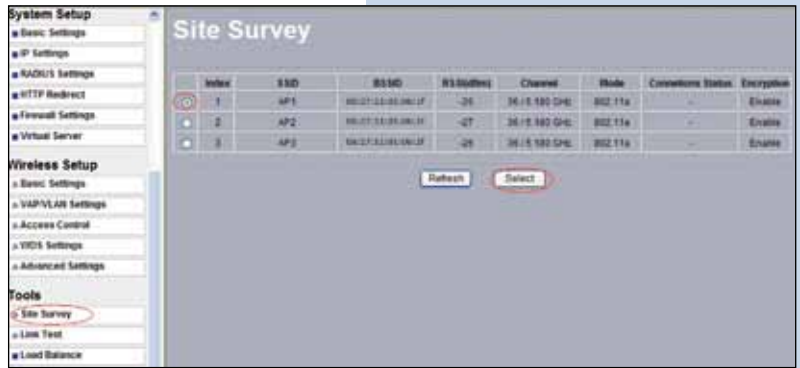 System Setup
Basic Settings
IP Settings
RADIUS Settings
HTTP Redirect
Firewall Settings
Virtual Server
Wireless Setup
Basic Settings
VAP/VLAN Settings
Access Control
WDS Settings
Advanced Settings
Tools
Site Survey
Link Test
Load Balance
Site Survey
Index SSID BSSID RSSI(dBm) Channel Mode Connections Status Encryption
1 AP1 36 / 5.180 GHz 802.11a - Enable
2 AP2 -27 36 / 5.180 GHz 802.11a - Enable
3 AP3 36 / 5.180 GHz 802.11a - Enable
Refresh Select